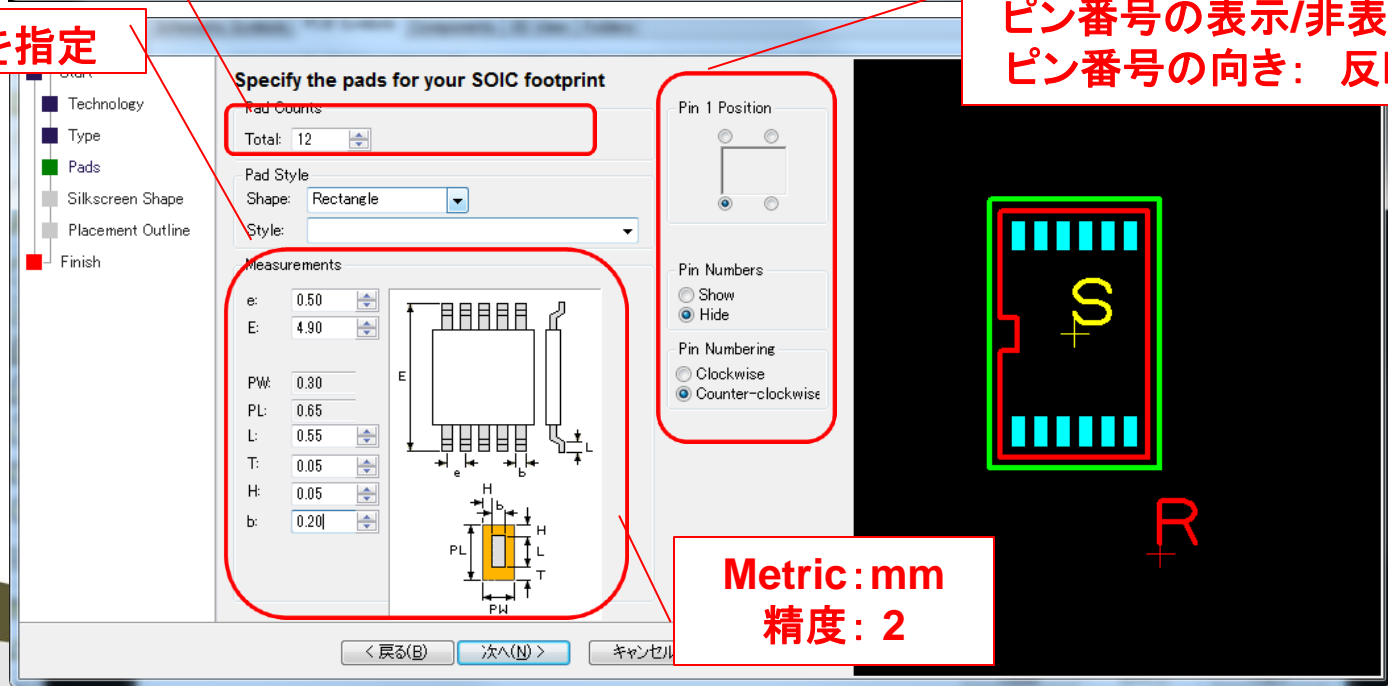 を指定
ピン番号の表示/非表
ピン番号の向き： 反
Start
Technology
Type
Pads
Silkscreen Shape
Placement Outline
Finish
Specify the pads for your SOIC footprint
Pad Counts
Total: 12
Pad Style
Shape: Rectangle
Style:
Measurements
e: 0.50
E: 4.90
PW: 0.30
PL: 0.65
L: 0.55
T: 0.05
H: 0.05
b: 0.20
E
L
e
b
H
b
H
PL
L
T
PW
Pin 1 Position
Pin Numbers
Show
Hide
Pin Numbering
Clockwise
Counter-clockwise
S
R
Metric：mm
精度： 2
< 戻る(B)
次へ(N) >
キャンセル